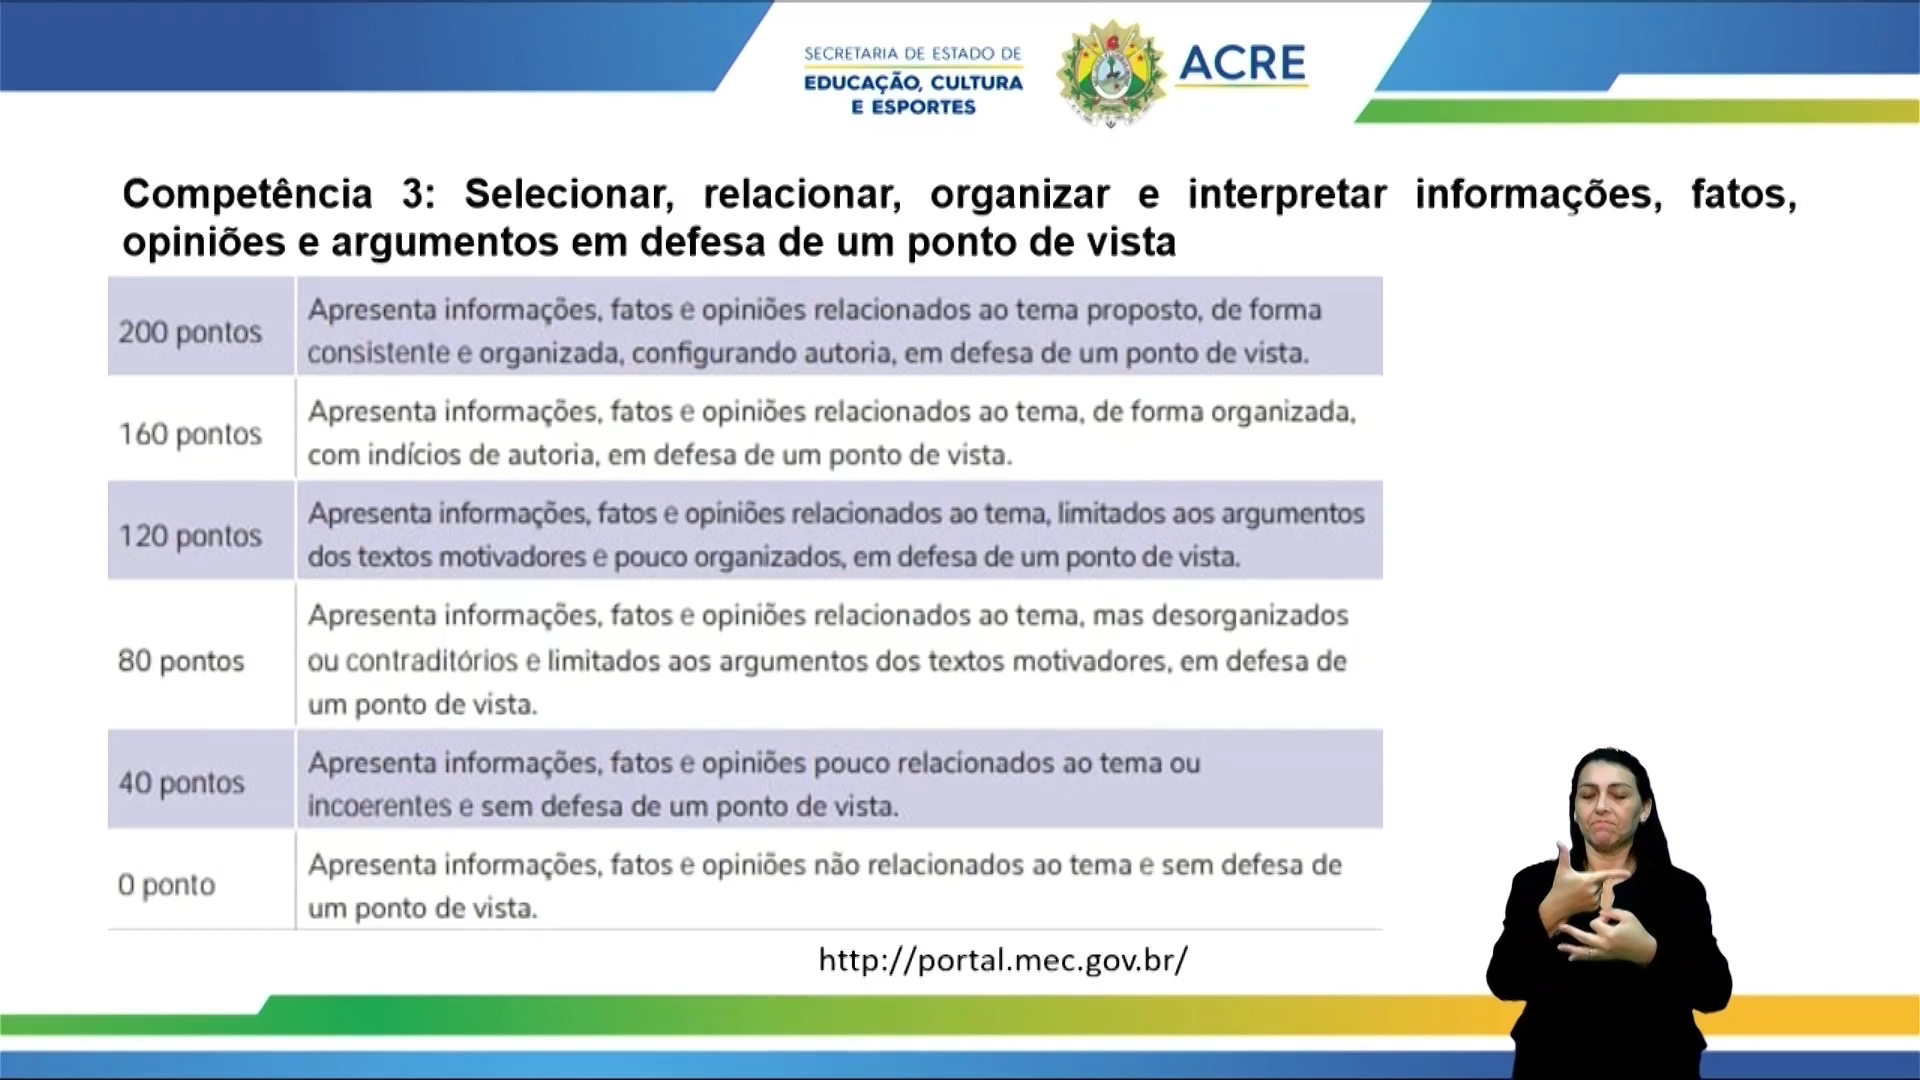 SECRETARIA DE ESTADO DE
EDUCAÇÃO, CULTURA
E ESPORTES
ACRE
Competência 3: Selecionar, relacionar, organizar e interpretar informações, fatos,
opiniões e argumentos em defesa de um ponto de vista
200 pontos
Apresenta informações, fatos e opiniões relacionados ao tema proposto, de forma
consistente e organizada, configurando autoria, em defesa de um ponto de vista.
160 pontos
Apresenta informações, fatos e opiniões relacionados ao tema, de forma organizada,
com indícios de autoria, em defesa de um ponto de vista.
120 pontos
Apresenta informações, fatos e opiniões relacionados ao tema, limitados aos argumentos
dos textos motivadores e pouco organizados, em defesa de um ponto de vista.
80 pontos
Apresenta informações, fatos e opiniões relacionados ao tema, mas desorganizados
ou contraditórios e limitados aos argumentos dos textos motivadores, em defesa de
um ponto de vista.
40 pontos
Apresenta informações, fatos e opiniões pouco relacionados ao tema ou
incoerentes e sem defesa de um ponto de vista.
0 ponto
Apresenta informações, fatos e opiniões não relacionados ao tema e sem defesa de
um ponto de vista.
http://portal.mec.gov.br/